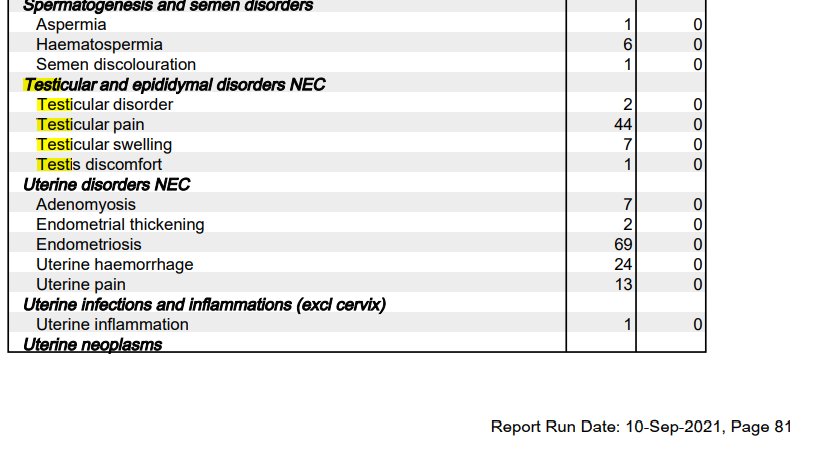 Spermatogenesis and semen disorders
Aspermia 1 0
Haematospermia 6 0
Semen discolouration 1 0
Testicular and epididymal disorders NEC
Testicular disorder 2 0
Testicular pain 44 0
Testicular swelling 7 0
Testis discomfort 1 0
Uterine disorders NEC
Adenomyosis 7 0
Endometrial thickening 2 0
Endometriosis 69 0
Uterine haemorrhage 24 0
Uterine pain 13 0
Uterine infections and inflammations (excl cervix)
Uterine inflammation 1 0
Uterine neoplasms
Report Run Date: 10-Sep-2021, Page 81